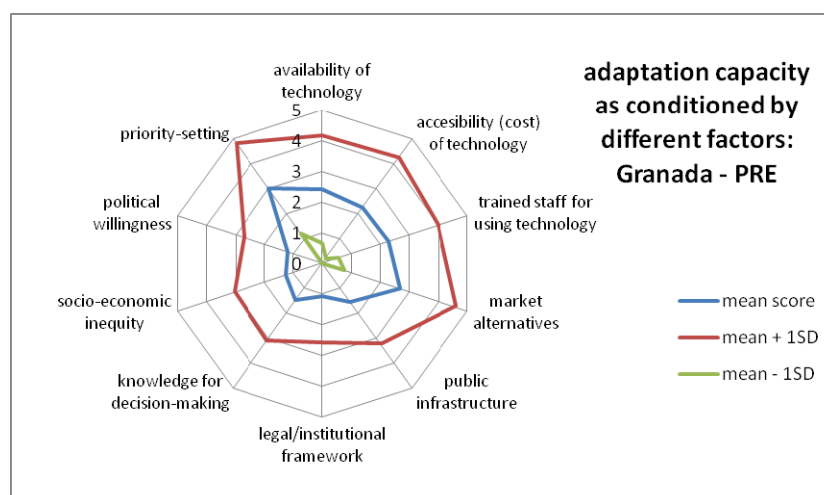 adaptation capacity
as conditioned by
different factors:
Granada - PRE
availability of
technology
accesibility (cost)
of technology
trained staff for
using technology
market
alternatives
public
infrastructure
legal/institutional
framework
knowledge for
decision-making
socio-economic
inequity
political
willingness
priority-setting
5
4
3
2
1
0
mean score
mean + 1SD
mean - 1SD